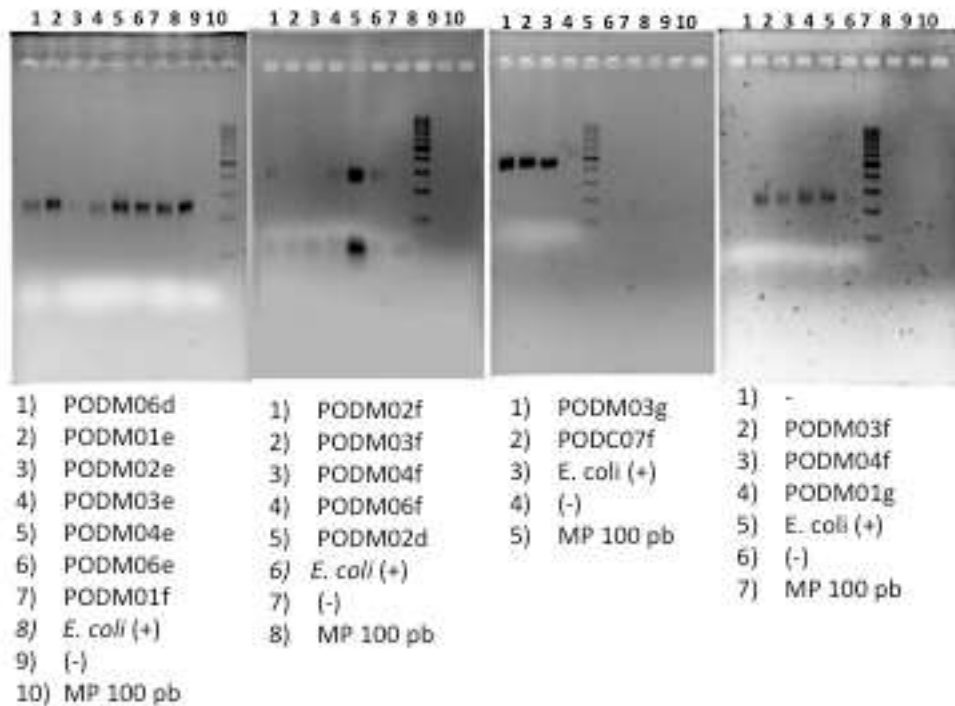 1 2 3 4 5 6 7 8 9 10
1 2 3 4 5 6 7 8 9 10
1 2 3 4 5 6 7 8 9 10
1 2 3 4 5 6 7 8 9 10
1) PODM06d
2) PODM01e
3) PODM02e
4) PODM03e
5) PODM04e
6) PODM06e
7) PODM01f
8) E. coli (+)
9) (-)
10) MP 100 pb
1) PODM02f
2) PODM03f
3) PODM04f
4) PODM06f
5) PODM02d
6) E. coli (+)
7) (-)
8) MP 100 pb
1) PODM03g
2) PODC07f
3) E. coli (+)
4) (-)
5) MP 100 pb
1) -
2) PODM03f
3) PODM04f
4) PODM01g
5) E. coli (+)
6) (-)
7) MP 100 pb